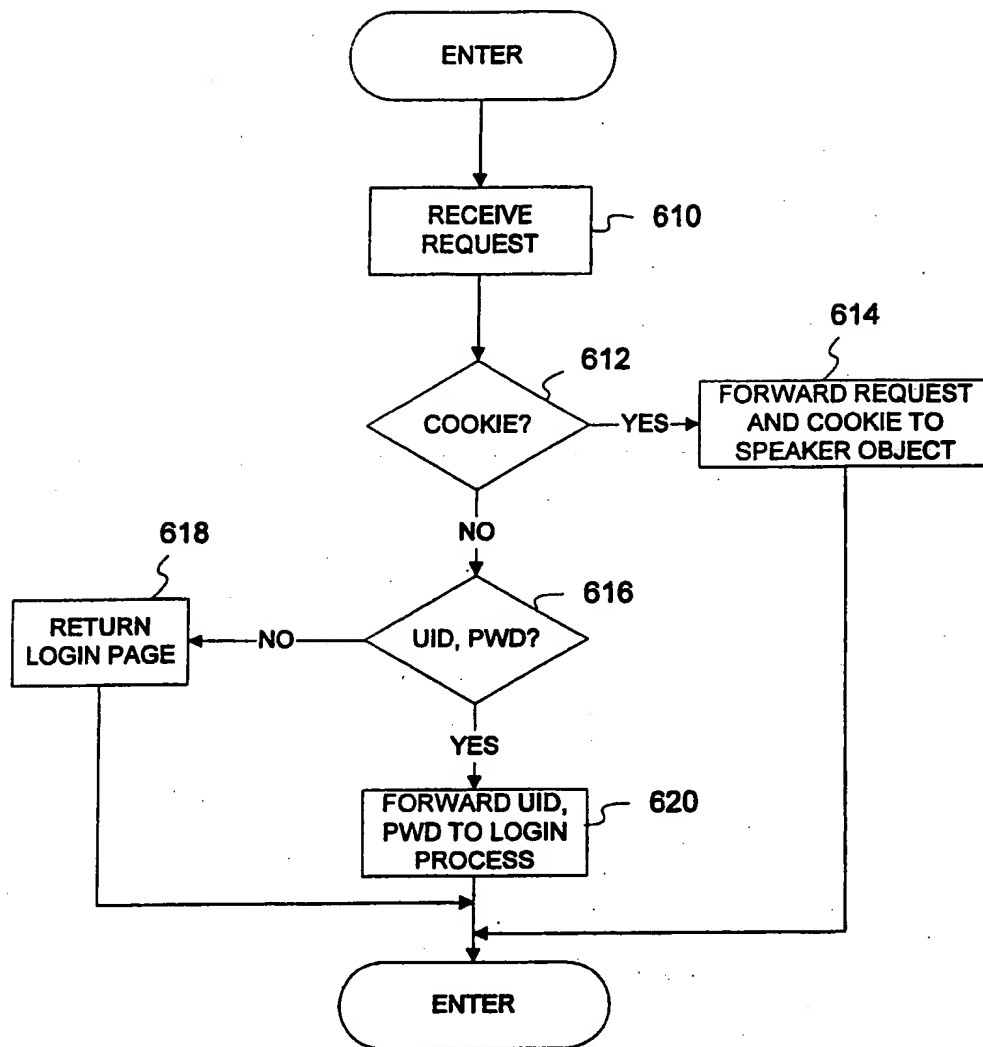 ENTER
RECEIVE
REQUEST
610
612
COOKIE?
YES
614
FORWARD REQUEST
AND COOKIE TO
SPEAKER OBJECT
NO
616
UID, PWD?
NO
618
RETURN
LOGIN PAGE
YES
FORWARD UID,
PWD TO LOGIN
PROCESS
620
ENTER